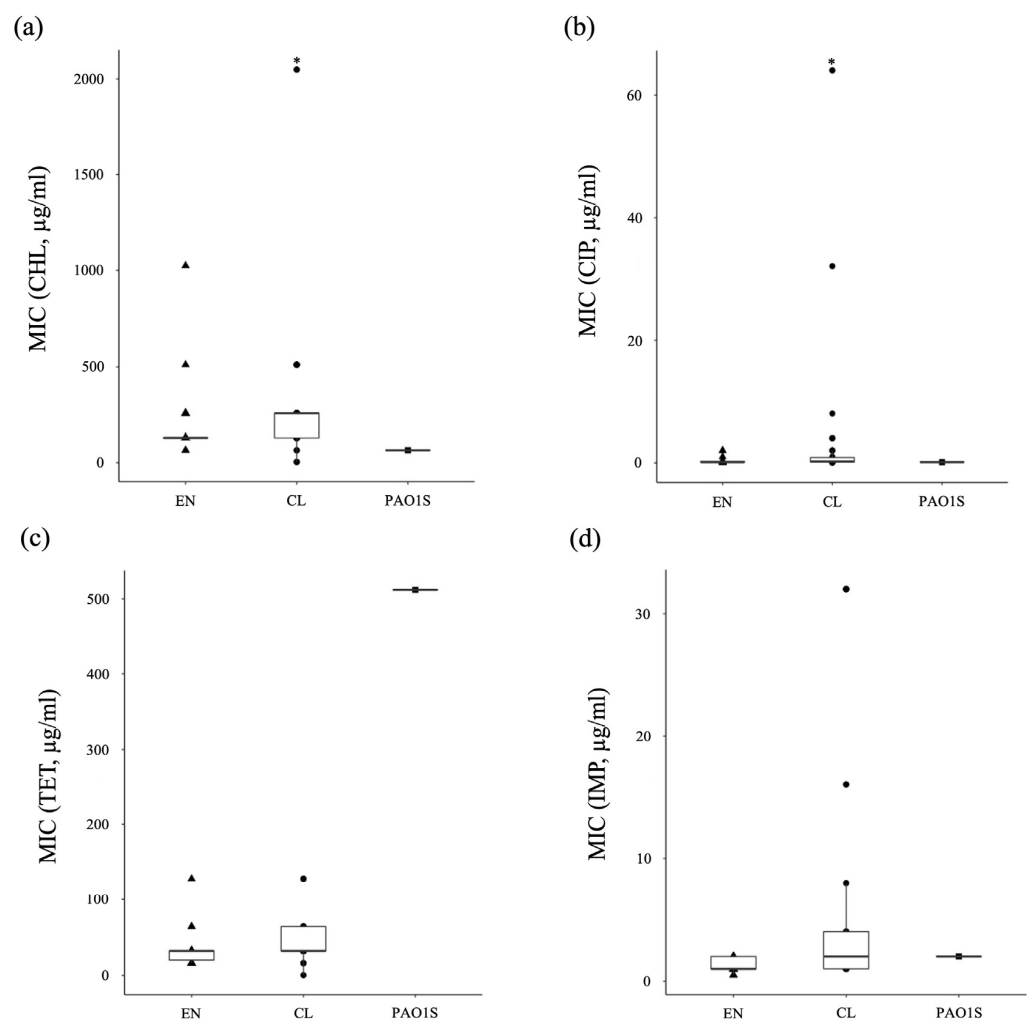 (a)
*
2000
1500
1000
500
0
MIC (CHL, µg/ml)
EN CL PAO1S
(b)
*
60
40
20
0
MIC (CIP, µg/ml)
EN CL PAO1S
(c)
500
400
300
200
100
0
MIC (TET, µg/ml)
EN CL PAO1S
(d)
30
20
10
0
MIC (IMP, µg/ml)
EN CL PAO1S